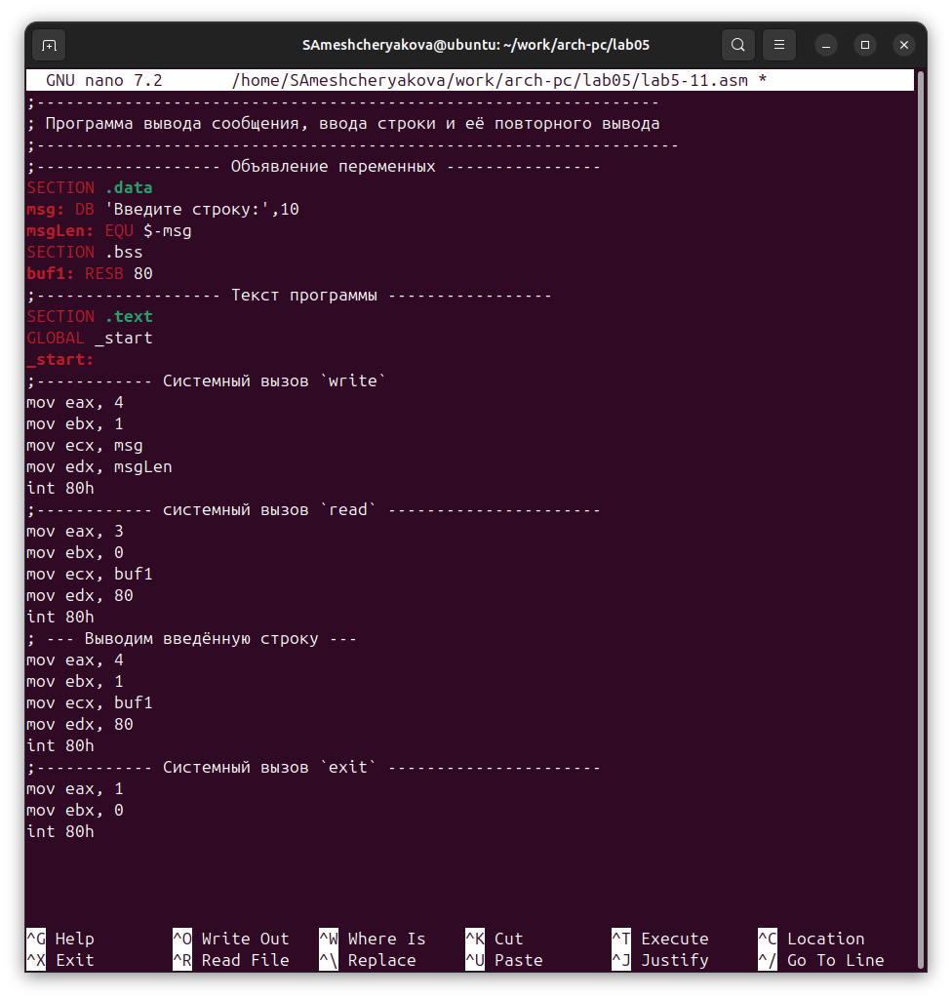 SAmeshcheryakova@ubuntu: ~/work/arch-pc/lab05
GNU nano 7.2 /home/SAmeshcheryakova/work/arch-pc/lab05/lab5-11.asm *
;----------------------------------------------------------------
; Программа вывода сообщения, ввода строки и её повторного вывода
;------------------------------------------------------------------
;------------------- Объявление переменных ----------------
SECTION .data
msg: DB 'Введите строку:',10
msgLen: EQU $-msg
SECTION .bss
buf1: RESB 80
;------------------- Текст программы -----------------
SECTION .text
GLOBAL _start
_start:
;------------ Системный вызов `write`
mov eax, 4
mov ebx, 1
mov ecx, msg
mov edx, msgLen
int 80h
;------------ системный вызов `read` ----------------------
mov eax, 3
mov ebx, 0
mov ecx, buf1
mov edx, 80
int 80h
; --- Выводим введённую строку ---
mov eax, 4
mov ebx, 1
mov ecx, buf1
mov edx, 80
int 80h
;------------ Системный вызов `exit` ----------------------
mov eax, 1
mov ebx, 0
int 80h
^G Help ^O Write Out ^W Where Is ^K Cut ^T Execute ^C Location
^X Exit ^R Read File ^\ Replace ^U Paste ^J Justify ^/ Go To Line